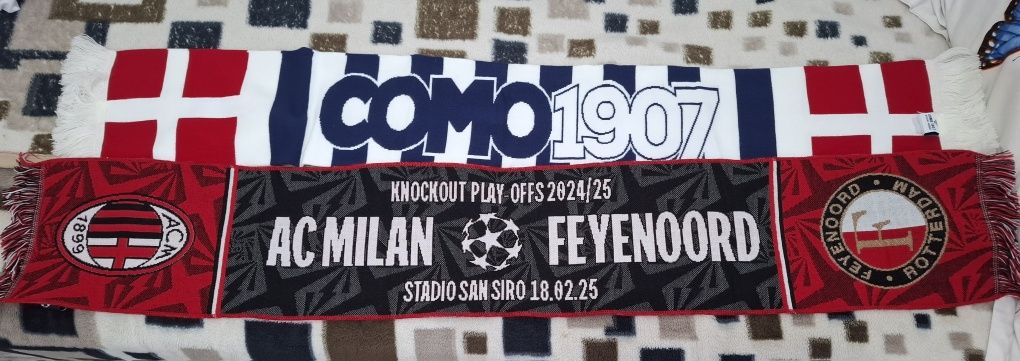 COMO1907
KNOCKOUT PLAY-OFFS 2024/25
AC MILAN FEYENOORD
STADIO SAN SIRO 18.02.25
ACM
1899
FEYENOORD
ROTTERDAM
F